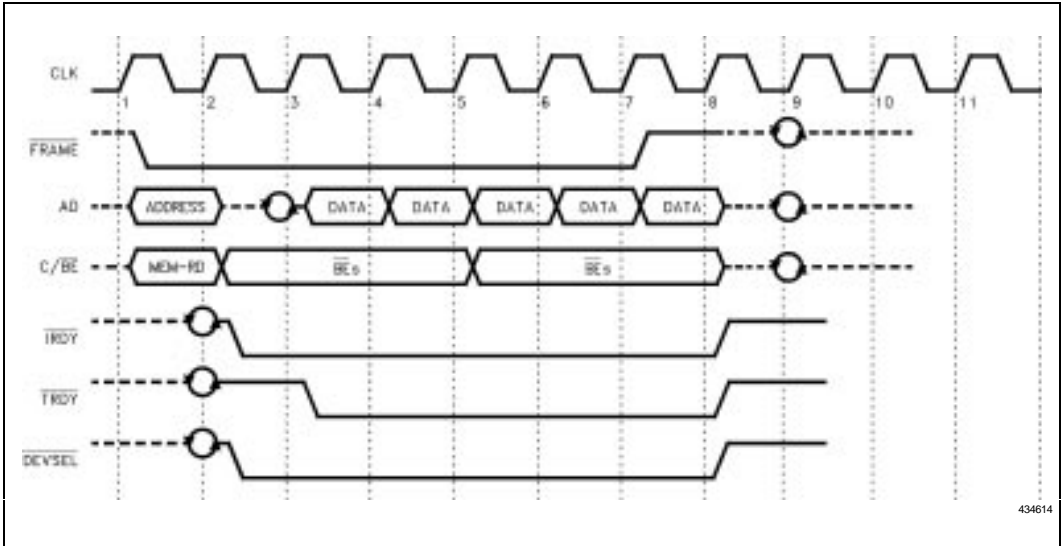 CLK
1 2 3 4 5 6 7 8 9 10 11
FRAME
AD ADDRESS DATA DATA DATA DATA DATA
C/BE MEM-RD BEs BEs
IRDY
TRDY
DEVSEL
434614